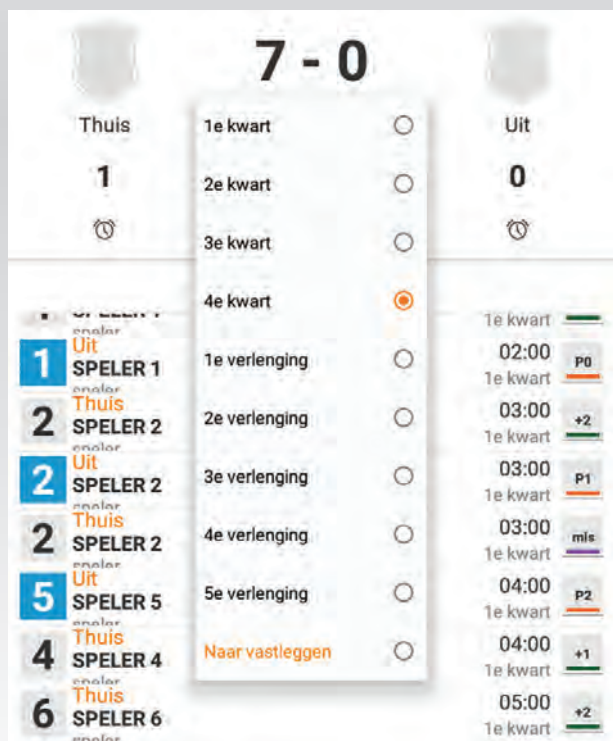 7 - 0
Thuis
Uit
1
0
1e kwart
2e kwart
3e kwart
4e kwart
1e verlenging
2e verlenging
3e verlenging
4e verlenging
5e verlenging
Naar vastleggen
1e kwart
1 Uit
SPELER 1
02:00 P0
1e kwart
2 Thuis
SPELER 2
03:00 +2
1e kwart
2 Uit
SPELER 2
03:00 P1
1e kwart
2 Thuis
SPELER 2
03:00 mis
1e kwart
5 Uit
SPELER 5
04:00 P2
1e kwart
4 Thuis
SPELER 4
04:00 +1
1e kwart
6 Thuis
SPELER 6
05:00 +2
1e kwart